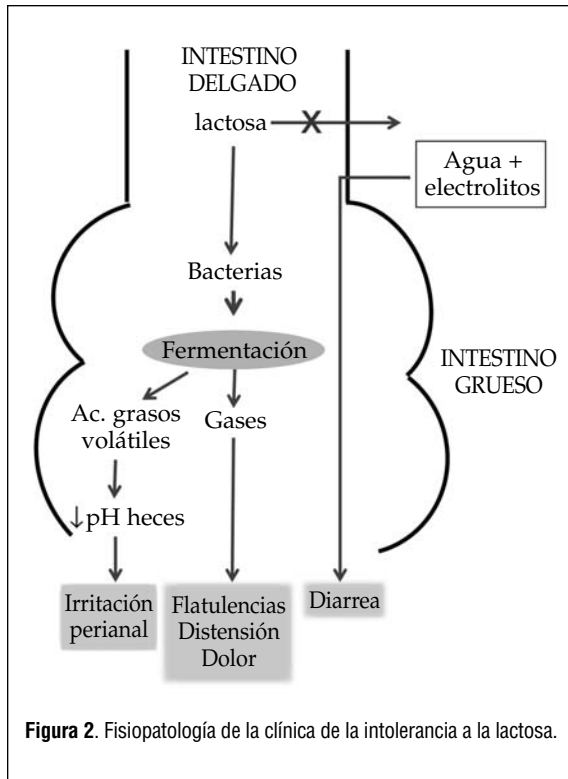 INTESTINO
DELGADO
lactosa
X
Agua +
electrolitos
Bacterias
Fermentación
INTESTINO
GRUESO
Ac. grasos
volátiles
Gases
↓pH heces
Irritación
perianal
Flatulencias
Distensión
Dolor
Diarrea
Figura 2. Fisiopatología de la clínica de la intolerancia a la lactosa.